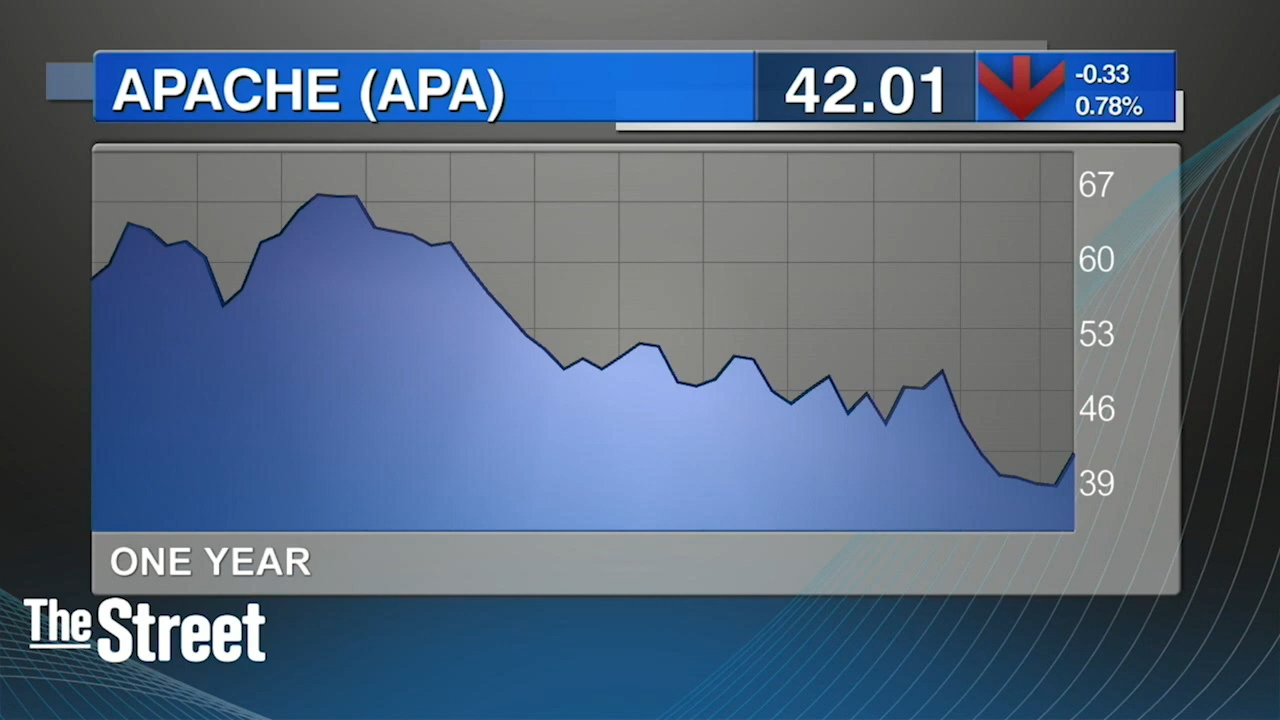 APACHE (APA)
42.01
-0.33
0.78%
67
60
53
46
39
ONE YEAR
The Street